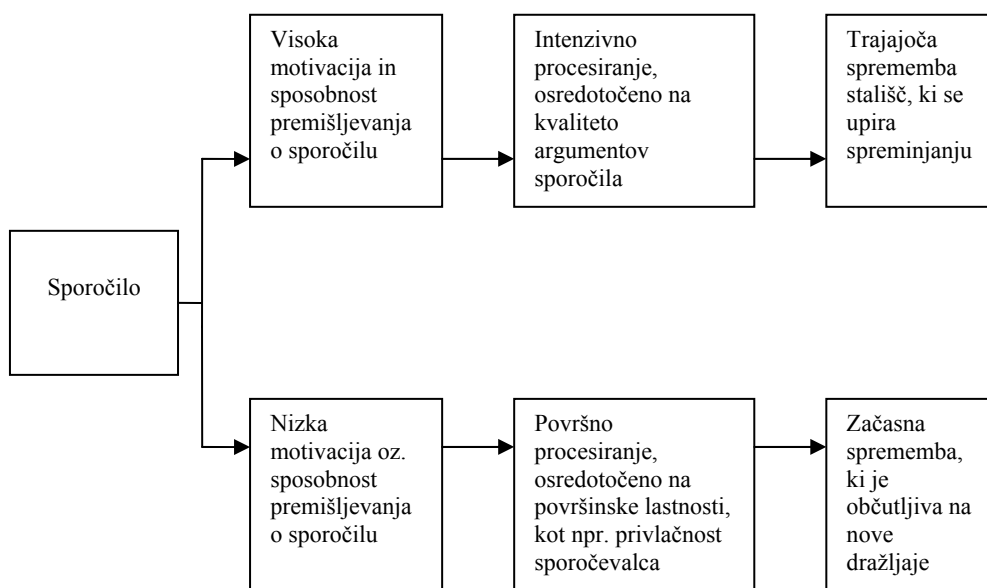 Visoka
motivacija in
sposobnost
premišljevanja
o sporočilu
Intenzivno
procesiranje,
osredotočeno na
kvaliteto
argumentov
sporočila
Trajajoča
sprememba
stališč, ki se
upira
spreminjanju
Sporočilo
Nizka
motivacija oz.
sposobnost
premišljevanja
o sporočilu
Površno
procesiranje,
osredotočeno na
površinske lastnosti,
kot npr. privlačnost
sporočevalca
Začasna
sprememba,
ki je
občutljiva na
nove
dražljaje